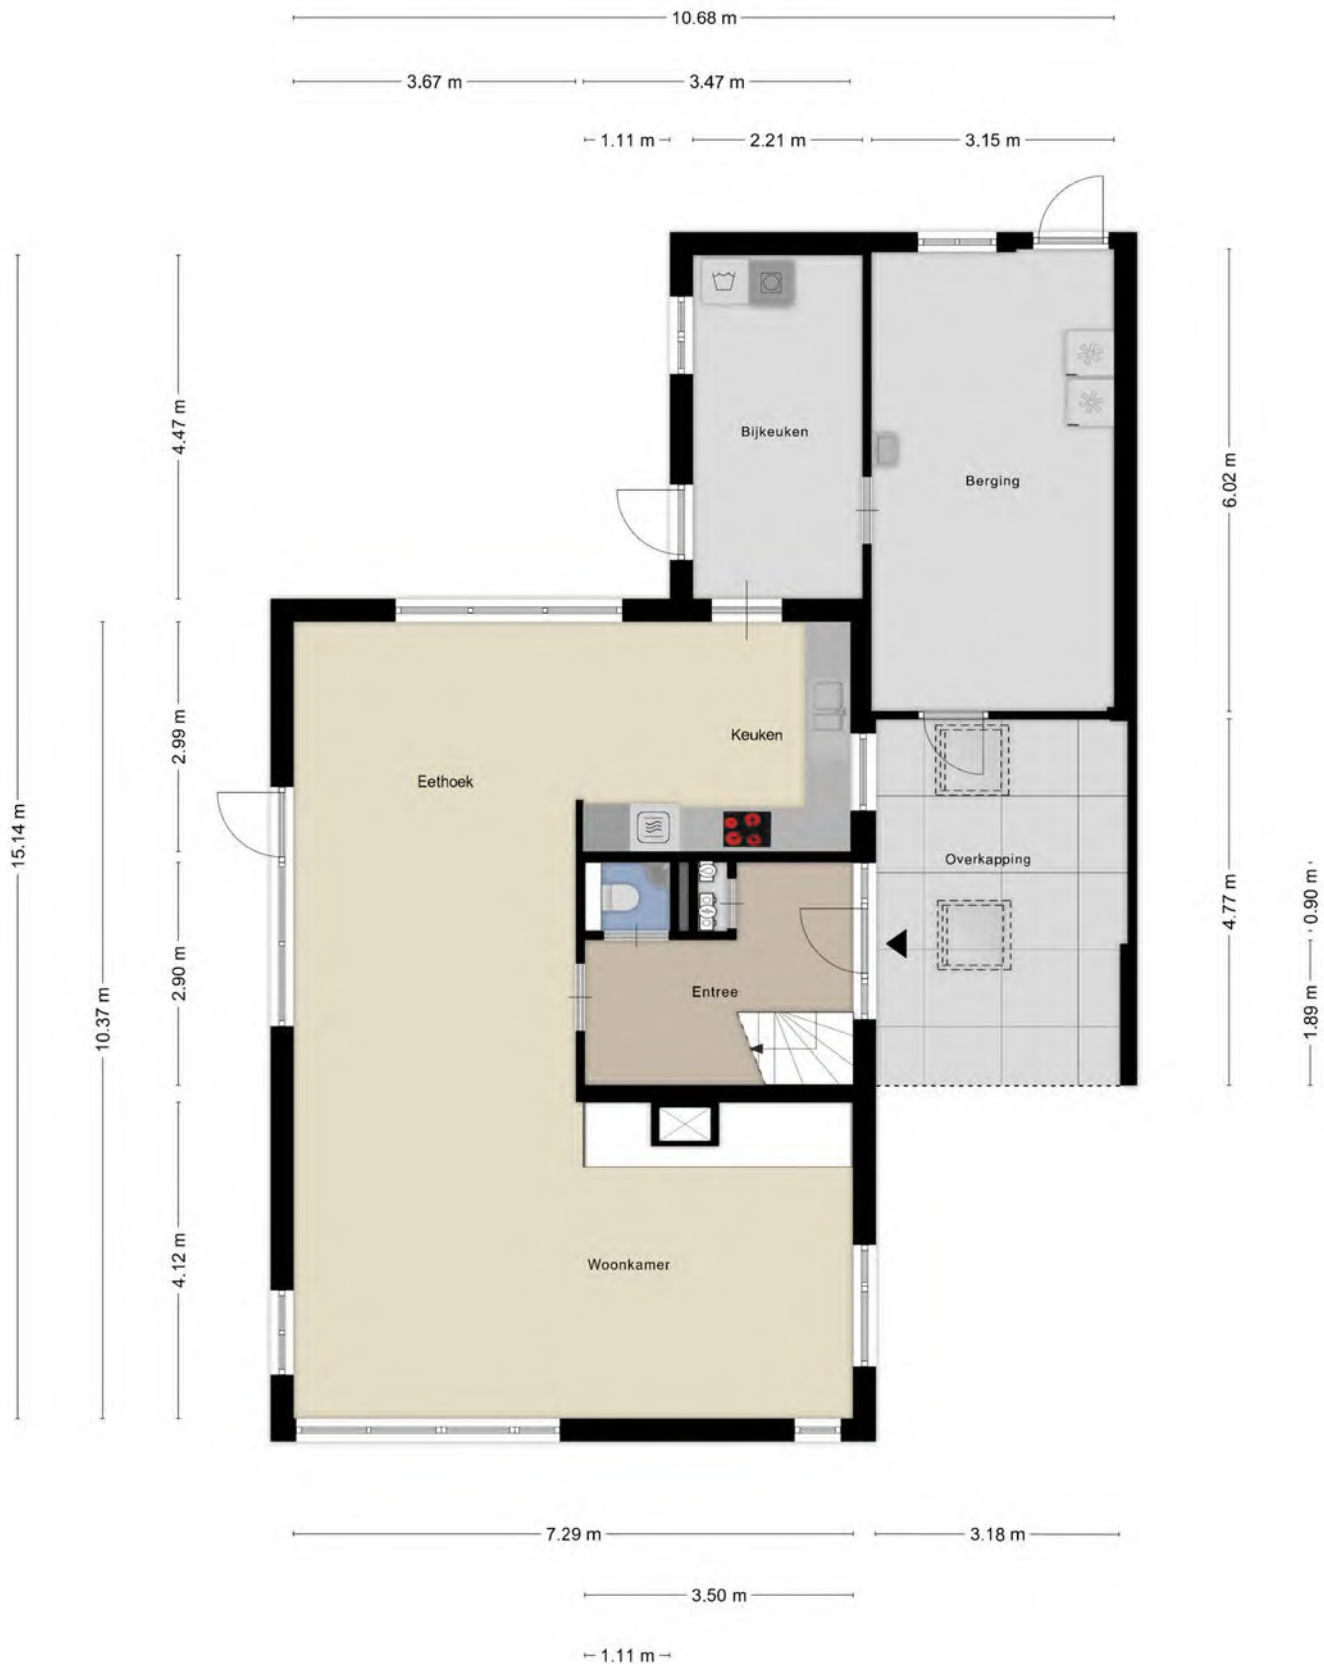 10.68 m
3.67 m
3.47 m
1.11 m
2.21 m
3.15 m
4.47 m
Bijkeuken
6.02 m
Berging
2.99 m
Keuken
Eethoek
15.14 m
Overkapping
4.77 m
0.90 m
2.90 m
Entree
10.37 m
1.89 m
4.12 m
Woonkamer
7.29 m
3.18 m
3.50 m
1.11 m